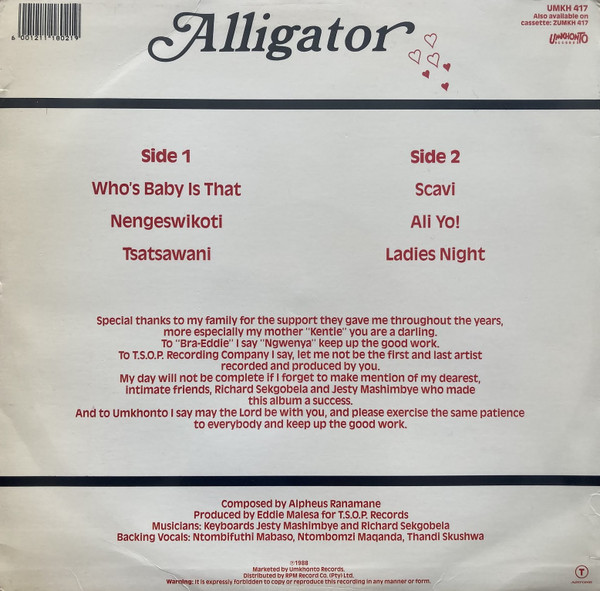 6 001211 180219
Alligator
UMKH 417
Also available on
cassette: ZUMKH 417
UMKHONTO
RECORDS
Side 1
Who's Baby Is That
Nengeswikoti
Tsatsawani
Side 2
Scavi
Ali Yo!
Ladies Night
Special thanks to my family for the support they gave me throughout the years,
more especially my mother "Kentie" you are a darling.
To "Bra-Eddie" I say "Ngwenya" keep up the good work.
To T.S.O.P. Recording Company I say, let me not be the first and last artist
recorded and produced by you.
My day will not be complete if I forget to make mention of my dearest,
intimate friends, Richard Sekgobela and Jesty Mashimbye who made
this album a success.
And to Umkhonto I say may the Lord be with you, and please exercise the same patience
to everybody and keep up the good work.
Composed by Alpheus Ranamane
Produced by Eddie Malesa for T.S.O.P. Records
Musicians: Keyboards Jesty Mashimbye and Richard Sekgobela
Backing Vocals: Ntombifuthi Mabaso, Ntombomzi Maqanda, Thandi Skushwa
℗1988
Marketed by Umkhonto Records.
Distributed by RPM Record Co. (Pty) Ltd.
Warning: It is expressly forbidden to copy or reproduce this recording in any manner or form.
T